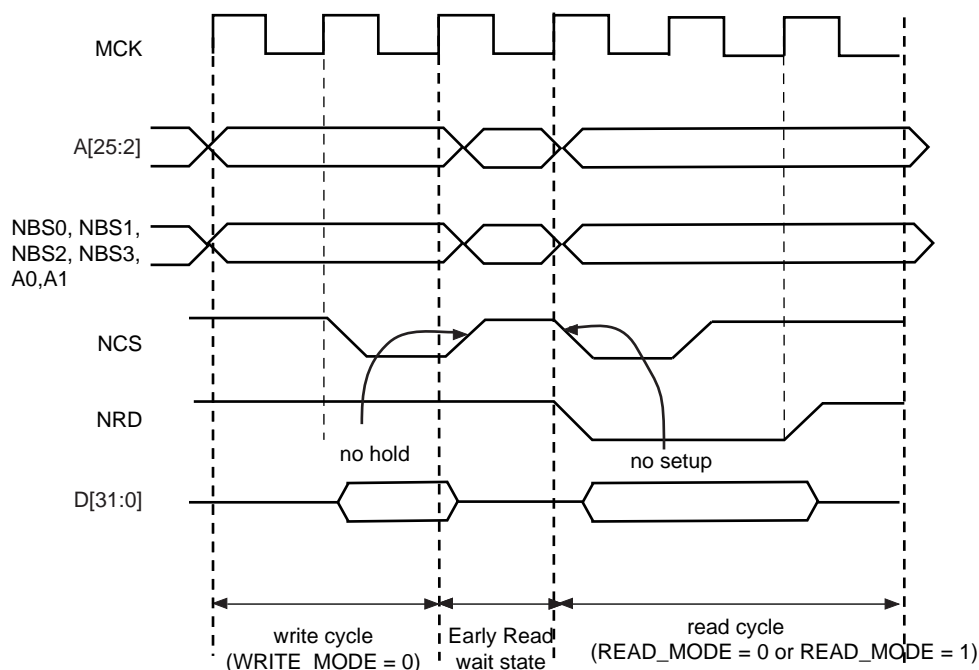 MCK
A[25:2]
NBS0, NBS1,
NBS2, NBS3,
A0,A1
NCS
NRD
no hold
no setup
D[31:0]
write cycle
(WRITE_MODE = 0)
Early Read
wait state
read cycle
(READ_MODE = 0 or READ_MODE = 1)